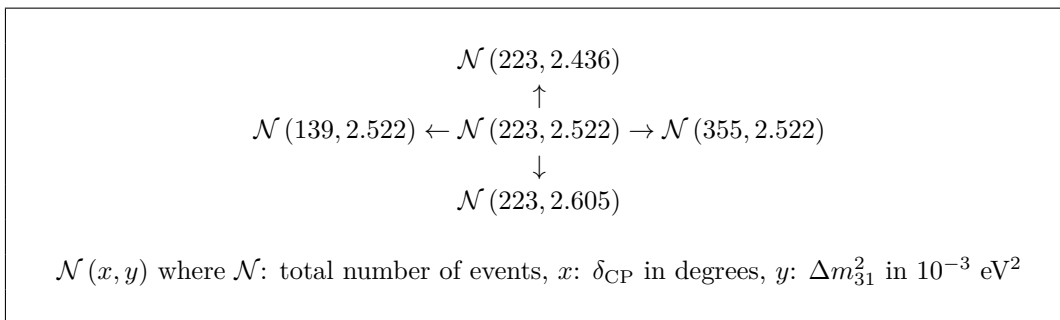 𝒩 (223, 2.436)
↑
𝒩 (139, 2.522) ← 𝒩 (223, 2.522) → 𝒩 (355, 2.522)
↓
𝒩 (223, 2.605)
𝒩 (x, y) where 𝒩: total number of events, x: δ_CP in degrees, y: Δm²₃₁ in 10⁻³ eV²